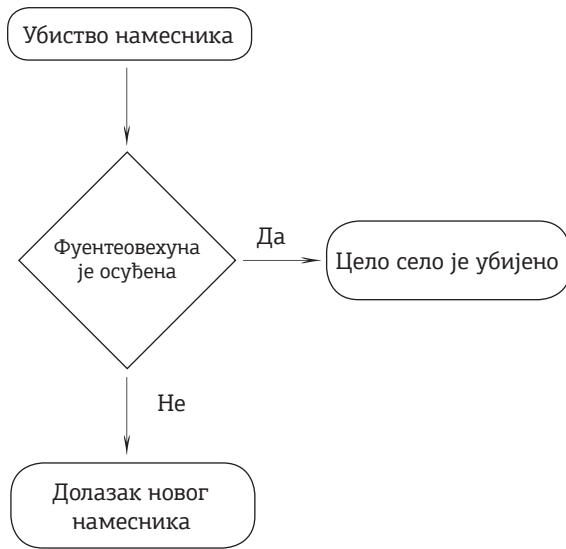 Убиство намесника
Фуентеовехуна
је осуђена
Да
Цело село је убијено
Не
Долазак новог
намесника